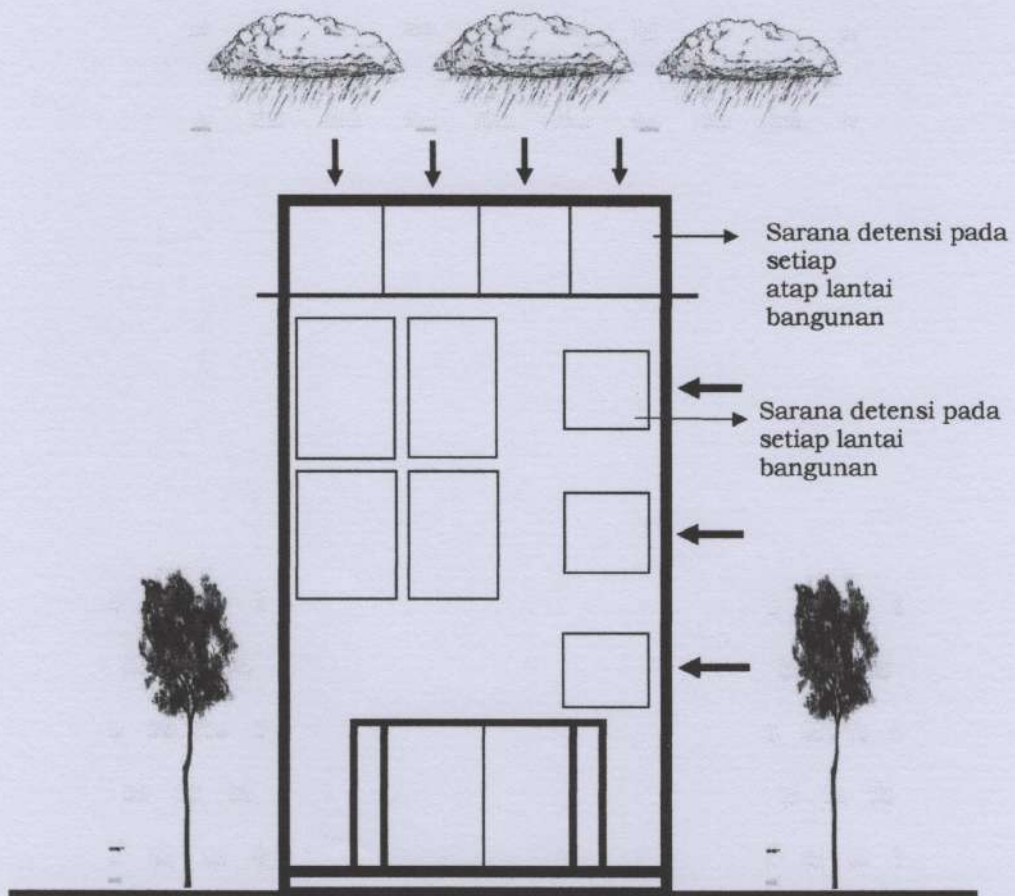 Sarana detensi pada
setiap
atap lantai
bangunan
Sarana detensi pada
setiap lantai
bangunan